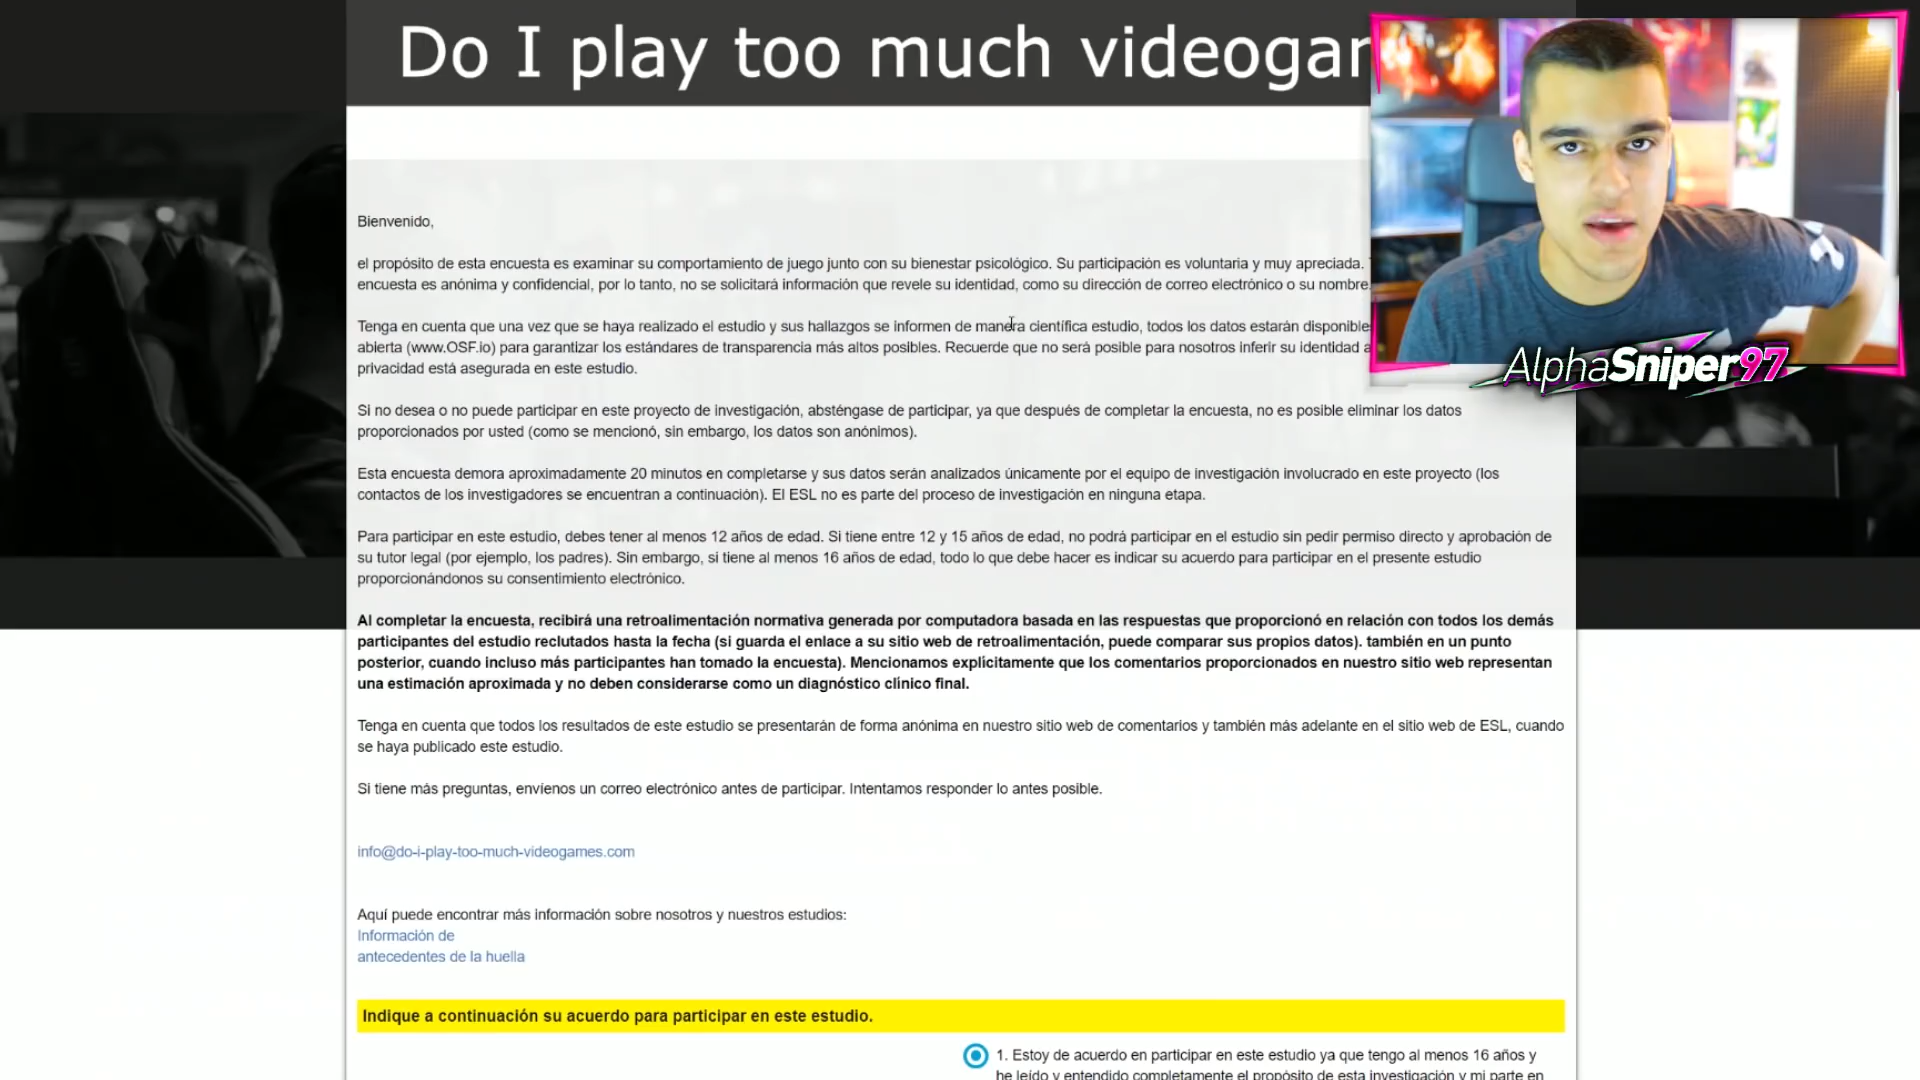 Do I play too much videogam
AlphaSniper97
Bienvenido,
el propósito de esta encuesta es examinar su comportamiento de juego junto con su bienestar psicológico. Su participación es voluntaria y muy apreciada.
encuesta es anónima y confidencial, por lo tanto, no se solicitará información que revele su identidad, como su dirección de correo electrónico o su nombre.
Tenga en cuenta que una vez que se haya realizado el estudio y sus hallazgos se informen de manera científica estudio, todos los datos estarán disponibles
abierta (www.OSF.io) para garantizar los estándares de transparencia más altos posibles. Recuerde que no será posible para nosotros inferir su identidad a
privacidad está asegurada en este estudio.
Si no desea o no puede participar en este proyecto de investigación, absténgase de participar, ya que después de completar la encuesta, no es posible eliminar los datos
proporcionados por usted (como se mencionó, sin embargo, los datos son anónimos).
Esta encuesta demora aproximadamente 20 minutos en completarse y sus datos serán analizados únicamente por el equipo de investigación involucrado en este proyecto (los
contactos de los investigadores se encuentran a continuación). El ESL no es parte del proceso de investigación en ninguna etapa.
Para participar en este estudio, debes tener al menos 12 años de edad. Si tiene entre 12 y 15 años de edad, no podrá participar en el estudio sin pedir permiso directo y aprobación de
su tutor legal (por ejemplo, los padres). Sin embargo, si tiene al menos 16 años de edad, todo lo que debe hacer es indicar su acuerdo para participar en el presente estudio
proporcionándonos su consentimiento electrónico.
Al completar la encuesta, recibirá una retroalimentación normativa generada por computadora basada en las respuestas que proporcionó en relación con todos los demás
participantes del estudio reclutados hasta la fecha (si guarda el enlace a su sitio web de retroalimentación, puede comparar sus propios datos). también en un punto
posterior, cuando incluso más participantes han tomado la encuesta). Mencionamos explícitamente que los comentarios proporcionados en nuestro sitio web representan
una estimación aproximada y no deben considerarse como un diagnóstico clínico final.
Tenga en cuenta que todos los resultados de este estudio se presentarán de forma anónima en nuestro sitio web de comentarios y también más adelante en el sitio web de ESL, cuando
se haya publicado este estudio.
Si tiene más preguntas, envíenos un correo electrónico antes de participar. Intentamos responder lo antes posible.
info@do-i-play-too-much-videogames.com
Aquí puede encontrar más información sobre nosotros y nuestros estudios:
Información de
antecedentes de la huella
Indique a continuación su acuerdo para participar en este estudio.
1. Estoy de acuerdo en participar en este estudio ya que tengo al menos 16 años y
he leído y entendido completamente el propósito de esta investigación y mi parte en